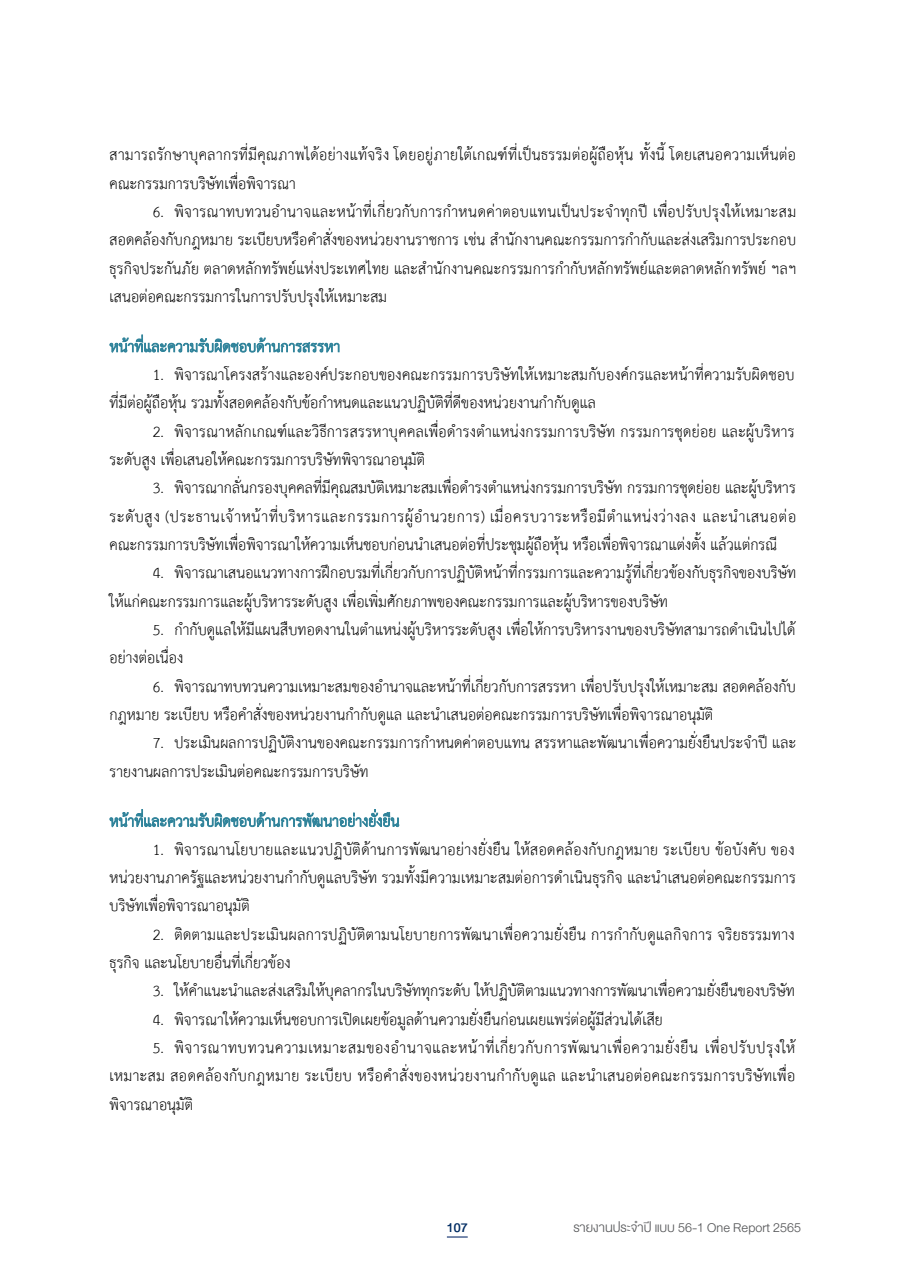 สามารถรักษาบุคลากรที่มีคุณภาพได้อย่างแท้จริง โดยอยู่ภายใต้เกณฑ์ที่เป็นธรรมต่อผู้ถือหุ้น ทั้งนี้ โดยเสนอความเห็นต่อ
คณะกรรมการบริษัทเพื่อพิจารณา
6. พิจารณาทบทวนอำนาจและหน้าที่เกี่ยวกับการกำหนดค่าตอบแทนเป็นประจำทุกปี เพื่อปรับปรุงให้เหมาะสม
สอดคล้องกับกฎหมาย ระเบียบหรือคำสั่งของหน่วยงานราชการ เช่น สำนักงานคณะกรรมการกำกับและส่งเสริมการประกอบ
ธุรกิจประกันภัย ตลาดหลักทรัพย์แห่งประเทศไทย และสำนักงานคณะกรรมการกำกับหลักทรัพย์และตลาดหลักทรัพย์ ฯลฯ
เสนอต่อคณะกรรมการในการปรับปรุงให้เหมาะสม
หน้าที่และความรับผิดชอบด้านการสรรหา
1. พิจารณาโครงสร้างและองค์ประกอบของคณะกรรมการบริษัทให้เหมาะสมกับองค์กรและหน้าที่ความรับผิดชอบ
ที่มีต่อผู้ถือหุ้น รวมทั้งสอดคล้องกับข้อกำหนดและแนวปฏิบัติที่ดีของหน่วยงานกำกับดูแล
2. พิจารณาหลักเกณฑ์และวิธีการสรรหาบุคคลเพื่อดำรงตำแหน่งกรรมการบริษัท กรรมการชุดย่อย และผู้บริหาร
ระดับสูง เพื่อเสนอให้คณะกรรมการบริษัทพิจารณาอนุมัติ
3. พิจารณากลั่นกรองบุคคลที่มีคุณสมบัติเหมาะสมเพื่อดำรงตำแหน่งกรรมการบริษัท กรรมการชุดย่อย และผู้บริหาร
ระดับสูง (ประธานเจ้าหน้าที่บริหารและกรรมการผู้อำนวยการ) เมื่อครบวาระหรือมีตำแหน่งว่างลง และนำเสนอต่อ
คณะกรรมการบริษัทเพื่อพิจารณาให้ความเห็นชอบก่อนนำเสนอต่อที่ประชุมผู้ถือหุ้น หรือเพื่อพิจารณาแต่งตั้ง แล้วแต่กรณี
4. พิจารณาเสนอแนวทางการฝึกอบรมที่เกี่ยวกับการปฏิบัติหน้าที่กรรมการและความรู้ที่เกี่ยวข้องกับธุรกิจของบริษัท
ให้แก่คณะกรรมการและผู้บริหารระดับสูง เพื่อเพิ่มศักยภาพของคณะกรรมการและผู้บริหารของบริษัท
5. กำกับดูแลให้มีแผนสืบทอดงานในตำแหน่งผู้บริหารระดับสูง เพื่อให้การบริหารงานของบริษัทสามารถดำเนินไปได้
อย่างต่อเนื่อง
6. พิจารณาทบทวนความเหมาะสมของอำนาจและหน้าที่เกี่ยวกับการสรรหา เพื่อปรับปรุงให้เหมาะสม สอดคล้องกับ
กฎหมาย ระเบียบ หรือคำสั่งของหน่วยงานกำกับดูแล และนำเสนอต่อคณะกรรมการบริษัทเพื่อพิจารณาอนุมัติ
7. ประเมินผลการปฏิบัติงานของคณะกรรมการกำหนดค่าตอบแทน สรรหาและพัฒนาเพื่อความยั่งยืนประจำปี และ
รายงานผลการประเมินต่อคณะกรรมการบริษัท
หน้าที่และความรับผิดชอบด้านการพัฒนาอย่างยั่งยืน
1. พิจารณานโยบายและแนวปฏิบัติด้านการพัฒนาอย่างยั่งยืน ให้สอดคล้องกับกฎหมาย ระเบียบ ข้อบังคับ ของ
หน่วยงานภาครัฐและหน่วยงานกำกับดูแลบริษัท รวมทั้งมีความเหมาะสมต่อการดำเนินธุรกิจ และนำเสนอต่อคณะกรรมการ
บริษัทเพื่อพิจารณาอนุมัติ
2. ติดตามและประเมินผลการปฏิบัติตามนโยบายการพัฒนาเพื่อความยั่งยืน การกำกับดูแลกิจการ จริยธรรมทาง
ธุรกิจ และนโยบายอื่นที่เกี่ยวข้อง
3. ให้คำแนะนำและส่งเสริมให้บุคลากรในบริษัททุกระดับ ให้ปฏิบัติตามแนวทางการพัฒนาเพื่อความยั่งยืนของบริษัท
4. พิจารณาให้ความเห็นชอบการเปิดเผยข้อมูลด้านความยั่งยืนก่อนเผยแพร่ต่อผู้มีส่วนได้เสีย
5. พิจารณาทบทวนความเหมาะสมของอำนาจและหน้าที่เกี่ยวกับการพัฒนาเพื่อความยั่งยืน เพื่อปรับปรุงให้
เหมาะสม สอดคล้องกับกฎหมาย ระเบียบ หรือคำสั่งของหน่วยงานกำกับดูแล และนำเสนอต่อคณะกรรมการบริษัทเพื่อ
พิจารณาอนุมัติ
107 รายงานประจำปี แบบ 56-1 One Report 2565